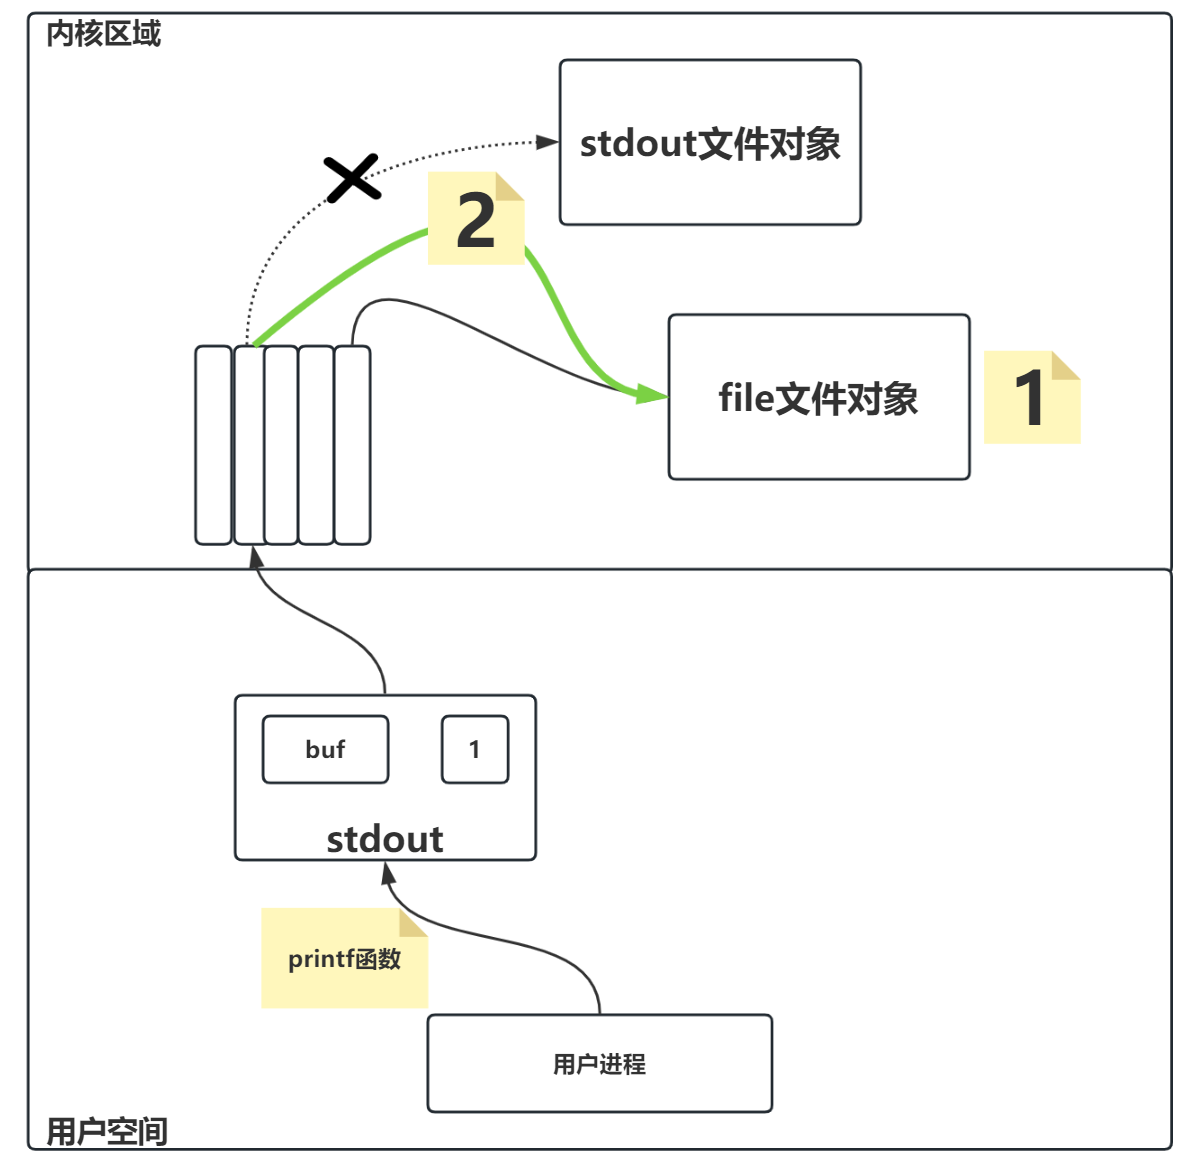 内核区域
stdout文件对象
2
file文件对象
1
buf
1
stdout
printf函数
用户进程
用户空间